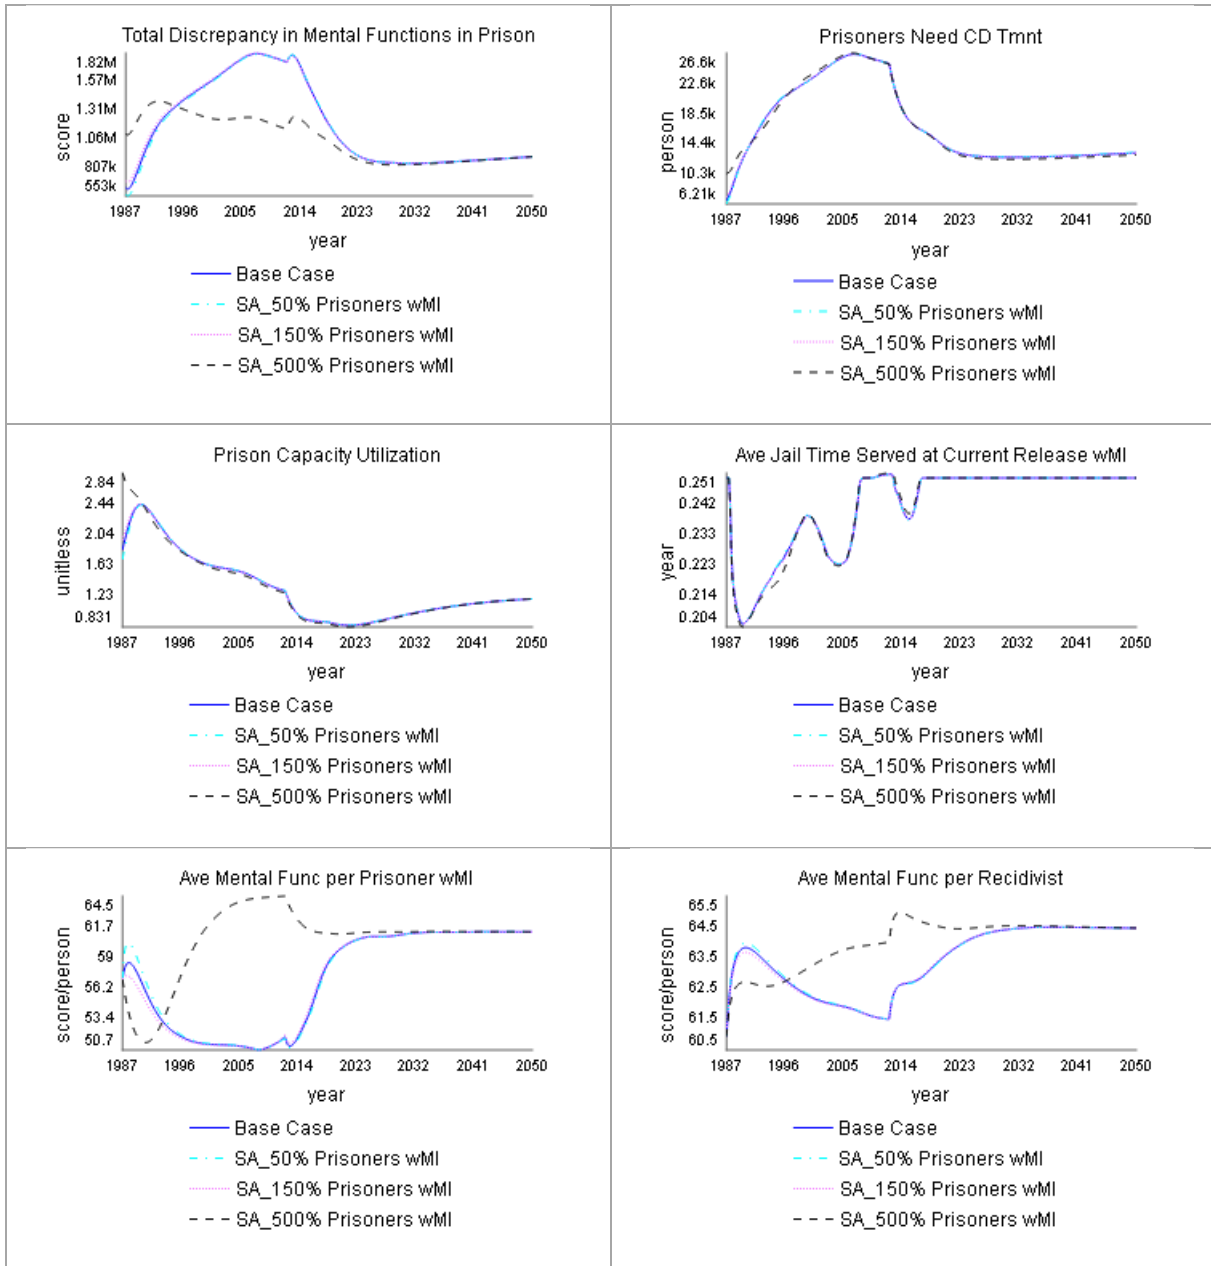 Total Discrepancy in Mental Functions in Prison
1.82M
1.57M
1.31M
1.06M
807k
553k
score
1987 1996 2005 2014 2023 2032 2041 2050
year
Base Case
SA_50% Prisoners wMI
SA_150% Prisoners wMI
SA_500% Prisoners wMI
Prisoners Need CD Tmnt
26.6k
22.6k
18.5k
14.4k
10.3k
6.21k
person
1987 1996 2005 2014 2023 2032 2041 2050
year
Base Case
SA_50% Prisoners wMI
SA_150% Prisoners wMI
SA_500% Prisoners wMI
Prison Capacity Utilization
2.84
2.44
2.04
1.63
1.23
0.831
unitless
1987 1996 2005 2014 2023 2032 2041 2050
year
Base Case
SA_50% Prisoners wMI
SA_150% Prisoners wMI
SA_500% Prisoners wMI
Ave Jail Time Served at Current Release wMI
0.251
0.242
0.233
0.223
0.214
0.204
year
1987 1996 2005 2014 2023 2032 2041 2050
year
Base Case
SA_50% Prisoners wMI
SA_150% Prisoners wMI
SA_500% Prisoners wMI
Ave Mental Func per Prisoner wMI
64.5
61.7
59
56.2
53.4
50.7
score/person
1987 1996 2005 2014 2023 2032 2041 2050
year
Base Case
SA_50% Prisoners wMI
SA_150% Prisoners wMI
SA_500% Prisoners wMI
Ave Mental Func per Recidivist
65.5
64.5
63.5
62.5
61.5
60.5
score/person
1987 1996 2005 2014 2023 2032 2041 2050
year
Base Case
SA_50% Prisoners wMI
SA_150% Prisoners wMI
SA_500% Prisoners wMI